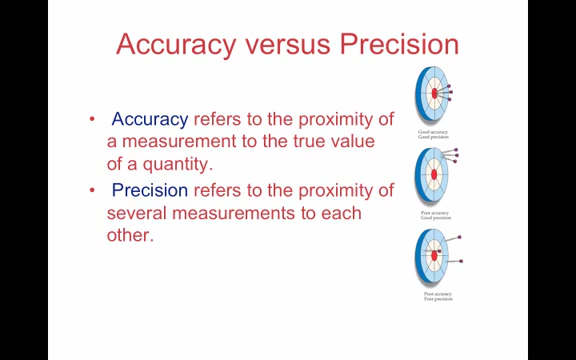 Accuracy versus Precision
• Accuracy refers to the proximity of
a measurement to the true value
of a quantity.
• Precision refers to the proximity of
several measurements to each
other.
Good accuracy
Good precision
Poor accuracy
Good precision
Poor accuracy
Poor precision